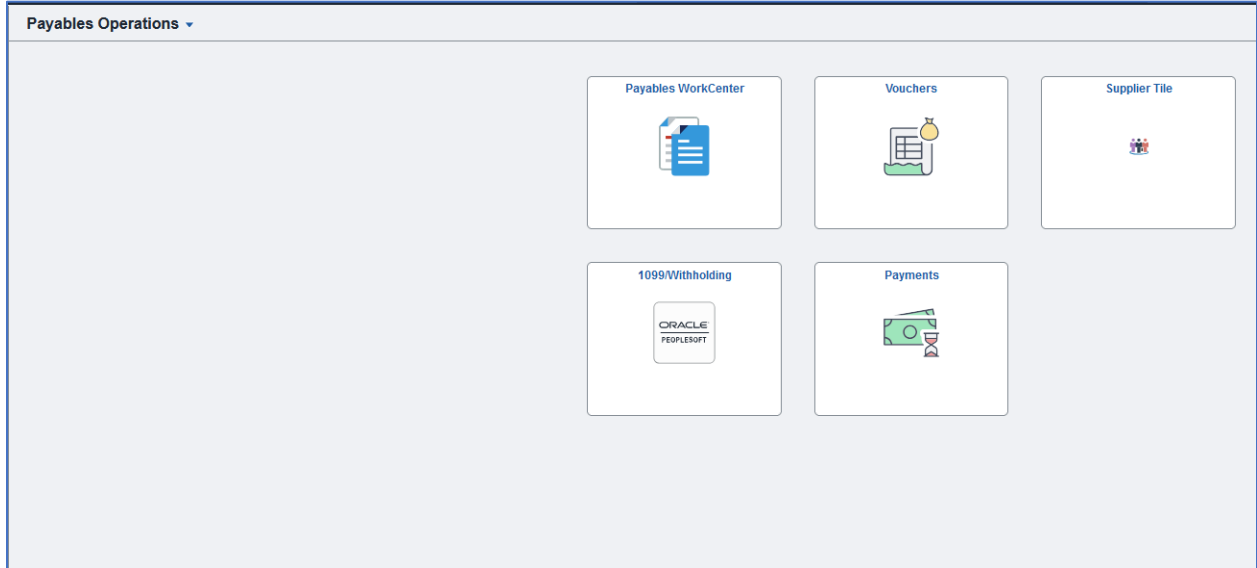 Payables Operations
Payables WorkCenter
Vouchers
Supplier Tile
1099/Withholding
ORACLE
PEOPLESOFT
Payments